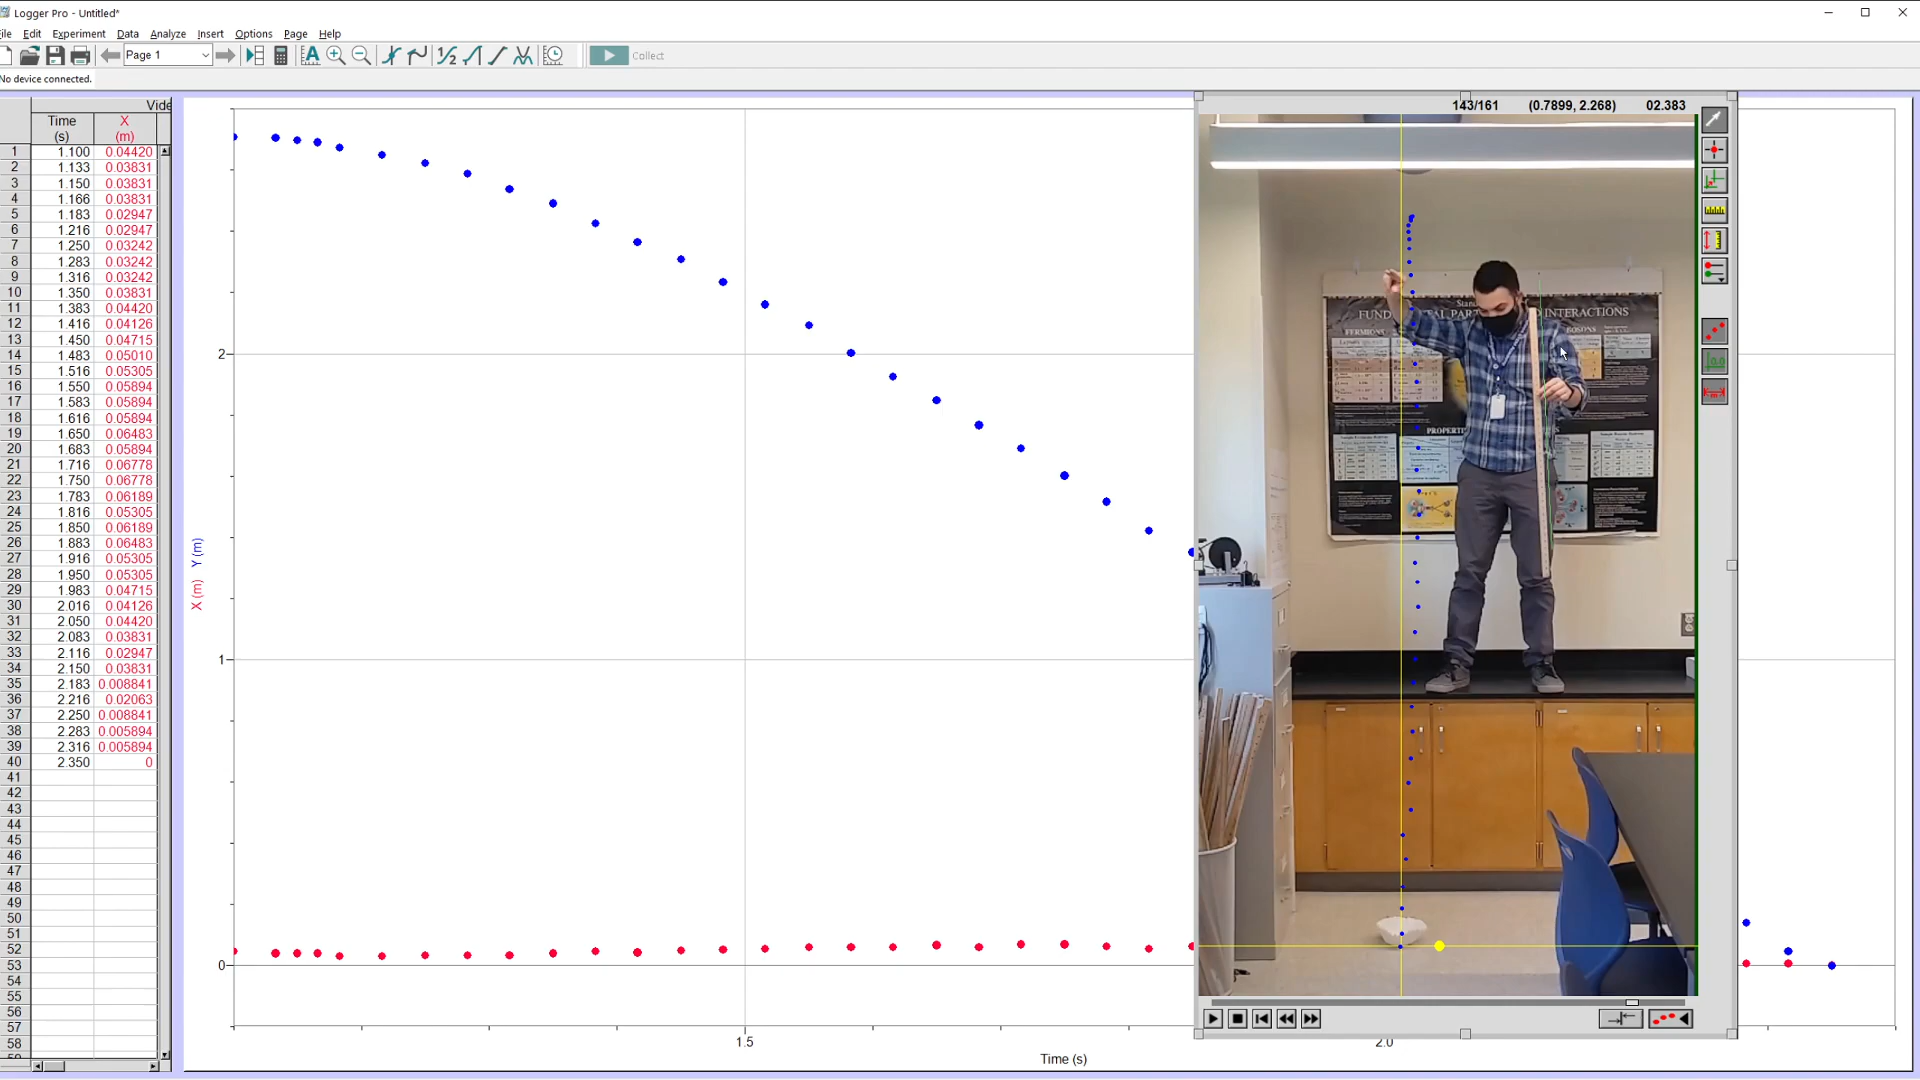 Logger Pro - Untitled*
ile Edit Experiment Data Analyze Insert Options Page Help
Page 1
Collect
No device connected.
Vide
Time X
(s) (m)
1 1.100 0.04420
2 1.133 0.03831
3 1.150 0.03831
4 1.166 0.03831
5 1.183 0.02947
6 1.216 0.02947
7 1.250 0.03242
8 1.283 0.03242
9 1.316 0.03242
10 1.350 0.03831
11 1.383 0.04420
12 1.416 0.04126
13 1.450 0.04715
14 1.483 0.05010
15 1.516 0.05305
16 1.550 0.05894
17 1.583 0.05894
18 1.616 0.05894
19 1.650 0.06483
20 1.683 0.05894
21 1.716 0.06778
22 1.750 0.06778
23 1.783 0.06189
24 1.816 0.05305
25 1.850 0.06189
26 1.883 0.06483
27 1.916 0.05305
28 1.950 0.05305
29 1.983 0.04715
30 2.016 0.04126
31 2.050 0.04420
32 2.083 0.03831
33 2.116 0.02947
34 2.150 0.03831
35 2.183 0.008841
36 2.216 0.02063
37 2.250 0.008841
38 2.283 0.005894
39 2.316 0.005894
40 2.350 0
41
42
43
44
45
46
47
48
49
50
51
52
53
54
55
56
57
58
X (m) Y (m)
2
1
0
1.5 2.0
Time (s)
143/161 (0.7899, 2.268) 02.383
FERMIONS
INTERACTIONS
BOSONS